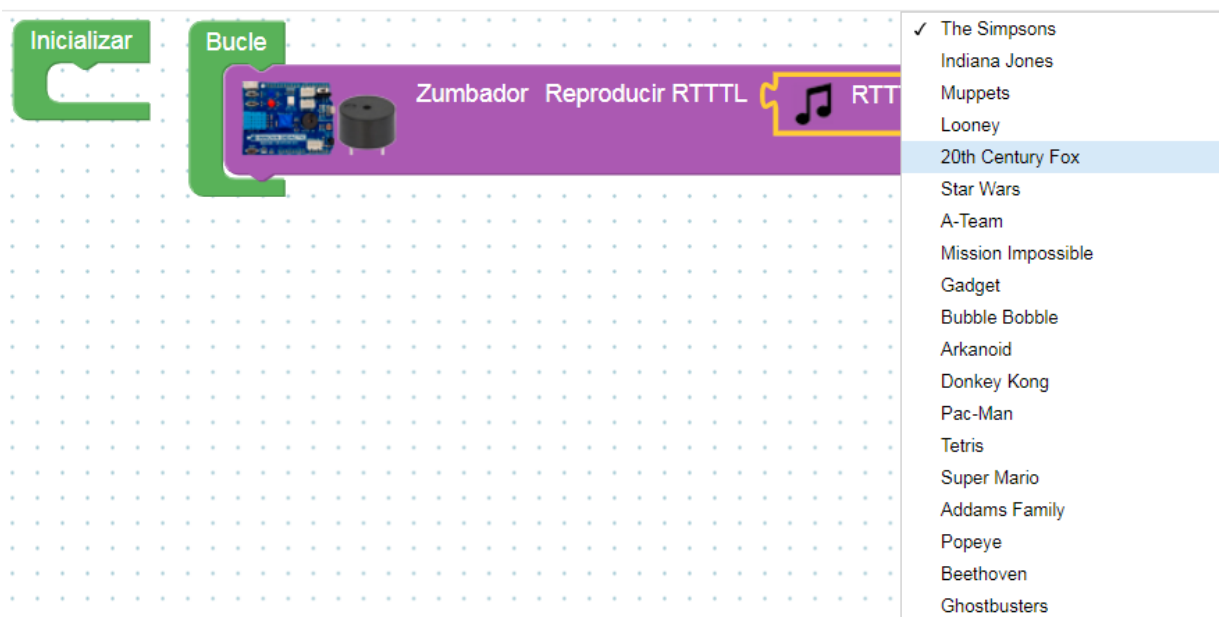 Inicializar
Bucle
Zumbador Reproducir RTTTL
RTT
✓ The Simpsons
Indiana Jones
Muppets
Looney
20th Century Fox
Star Wars
A-Team
Mission Impossible
Gadget
Bubble Bobble
Arkanoid
Donkey Kong
Pac-Man
Tetris
Super Mario
Addams Family
Popeye
Beethoven
Ghostbusters